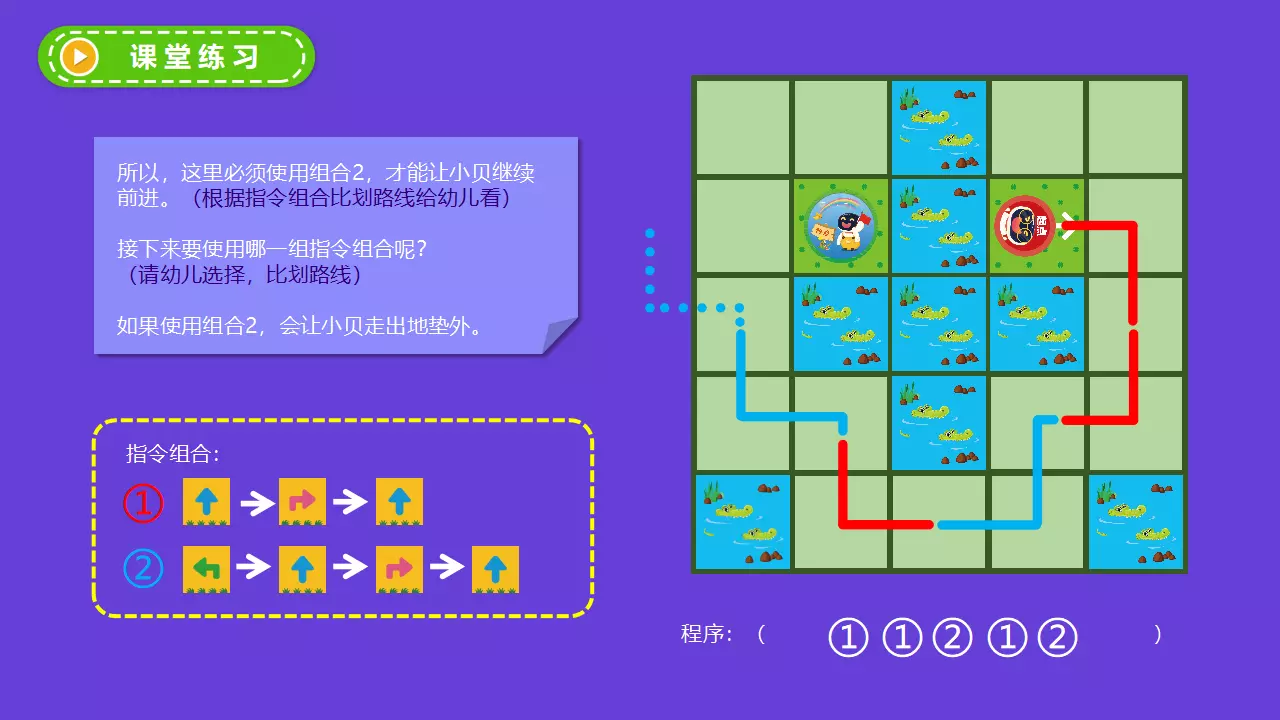 课堂练习
所以，这里必须使用组合2，才能让小贝继续
前进。（根据指令组合比划路线给幼儿看）
接下来要使用哪一组指令组合呢？
（请幼儿选择，比划路线）
如果使用组合2，会让小贝走出地垫外。
指令组合：
①
②
终点
起点
程序：（ ① ① ② ① ② ）